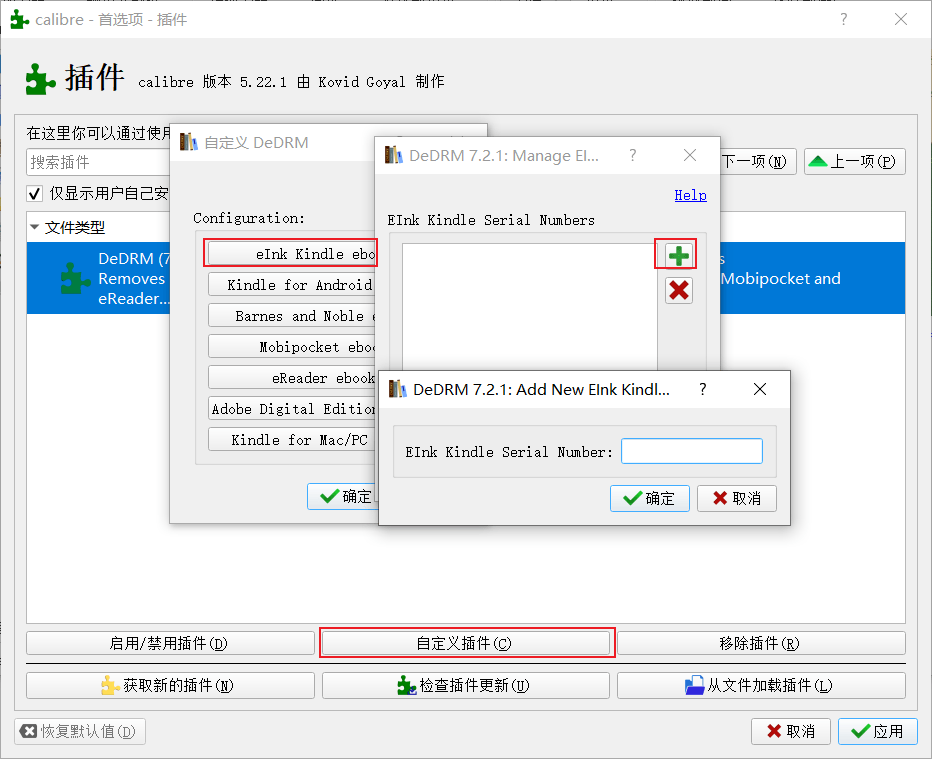 calibre - 首选项 - 插件
插件 calibre 版本 5.22.1 由 Kovid Goyal 制作
在这里你可以通过使用
搜索插件
下一项(N)
上一项(P)
仅显示用户自己安
文件类型
DeDRM (7
Removes
eReader...
s
Mobipocket and
自定义 DeDRM
Configuration:
eInk Kindle ebo
Kindle for Android
Barnes and Noble e
Mobipocket eboo
eReader ebook
Adobe Digital Edition
Kindle for Mac/PC
确定
DeDRM 7.2.1: Manage EI...
?
Help
EInk Kindle Serial Numbers
DeDRM 7.2.1: Add New EInk Kindl...
?
EInk Kindle Serial Number:
确定
取消
启用/禁用插件(D)
自定义插件(C)
移除插件(R)
获取新的插件(N)
检查插件更新(U)
从文件加载插件(L)
恢复默认值(D)
取消
应用